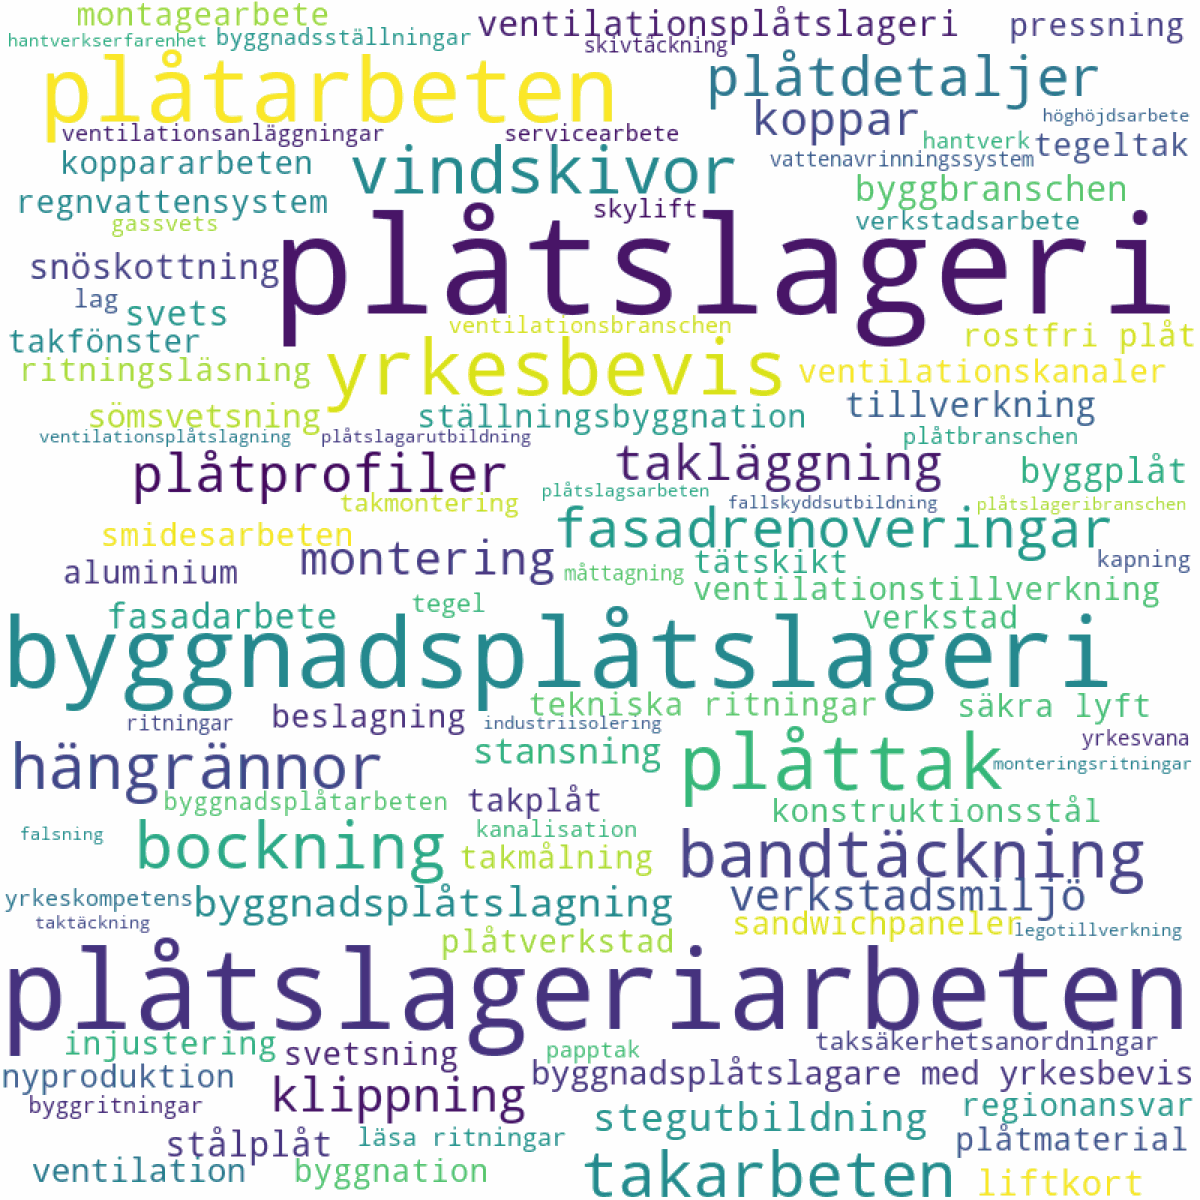 montagearbete
ventilationsplåtslageri
pressning
hantverkserfarenhet
byggnadsställningar
skivtäckning
plåtarbeten
plåtdetaljer
koppar
höghöjdsarbete
ventilationsanläggningar
servicearbete
hantverk
tegeltak
koppararbeten
vindskivor
vattenavrinningssystem
byggbranschen
regnvattensystem
skylift
verkstadsarbete
gassvets
plåtslageri
snöskottning
lag
svets
ventilationsbranschen
rostfri plåt
takfönster
yrkesbevis
ritningsläsning
ventilationskanaler
sömsvetsning
ställningsbyggnation
tillverkning
ventilationsplåtslagning
plåtslagarutbildning
plåtbranschen
plåtprofiler
takläggning
byggplåt
takmontering
plåtslagsarbeten
fallskyddsutbildning
plåtslageribranschen
smidesarbeten
fasadrenoveringar
montering
tätskikt
kapning
aluminium
måttagning
ventilationstillverkning
fasadarbete
tegel
verkstad
byggnadsplåtslageri
tekniska ritningar
säkra lyft
ritningar
beslagning
industriisolering
stansning
plåttak
yrkesvana
hängrännor
monteringsritningar
byggnadsplåtarbeten
takplåt
konstruktionsstål
falsning
bockning
kanalisation
takmålning
bandtäckning
yrkeskompetens
byggnadsplåtslagning
verkstadsmiljö
taktäckning
sandwichpaneler
legotillverkning
plåtverkstad
plåtslageriarbeten
injustering
svetsning
papptak
taksäkerhetsanordningar
nyproduktion
klippning
byggnadsplåtslagare med yrkesbevis
byggritningar
stegutbildning
regionansvar
stålplåt
läsa ritningar
plåtmaterial
ventilation
byggnation
takarbeten
liftkort